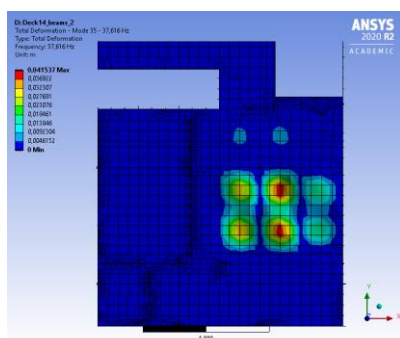 D: Deck14_beams_2
Total Deformation - Mode 35 - 37,616 Hz
Type: Total Deformation
Frequency: 37,616 Hz
Unit: m
0,041537 Max
0,036922
0,032307
0,027691
0,023076
0,018461
0,013846
0,0092304
0,0046152
0 Min
ANSYS
2020 R2
ACADEMIC
Y
X